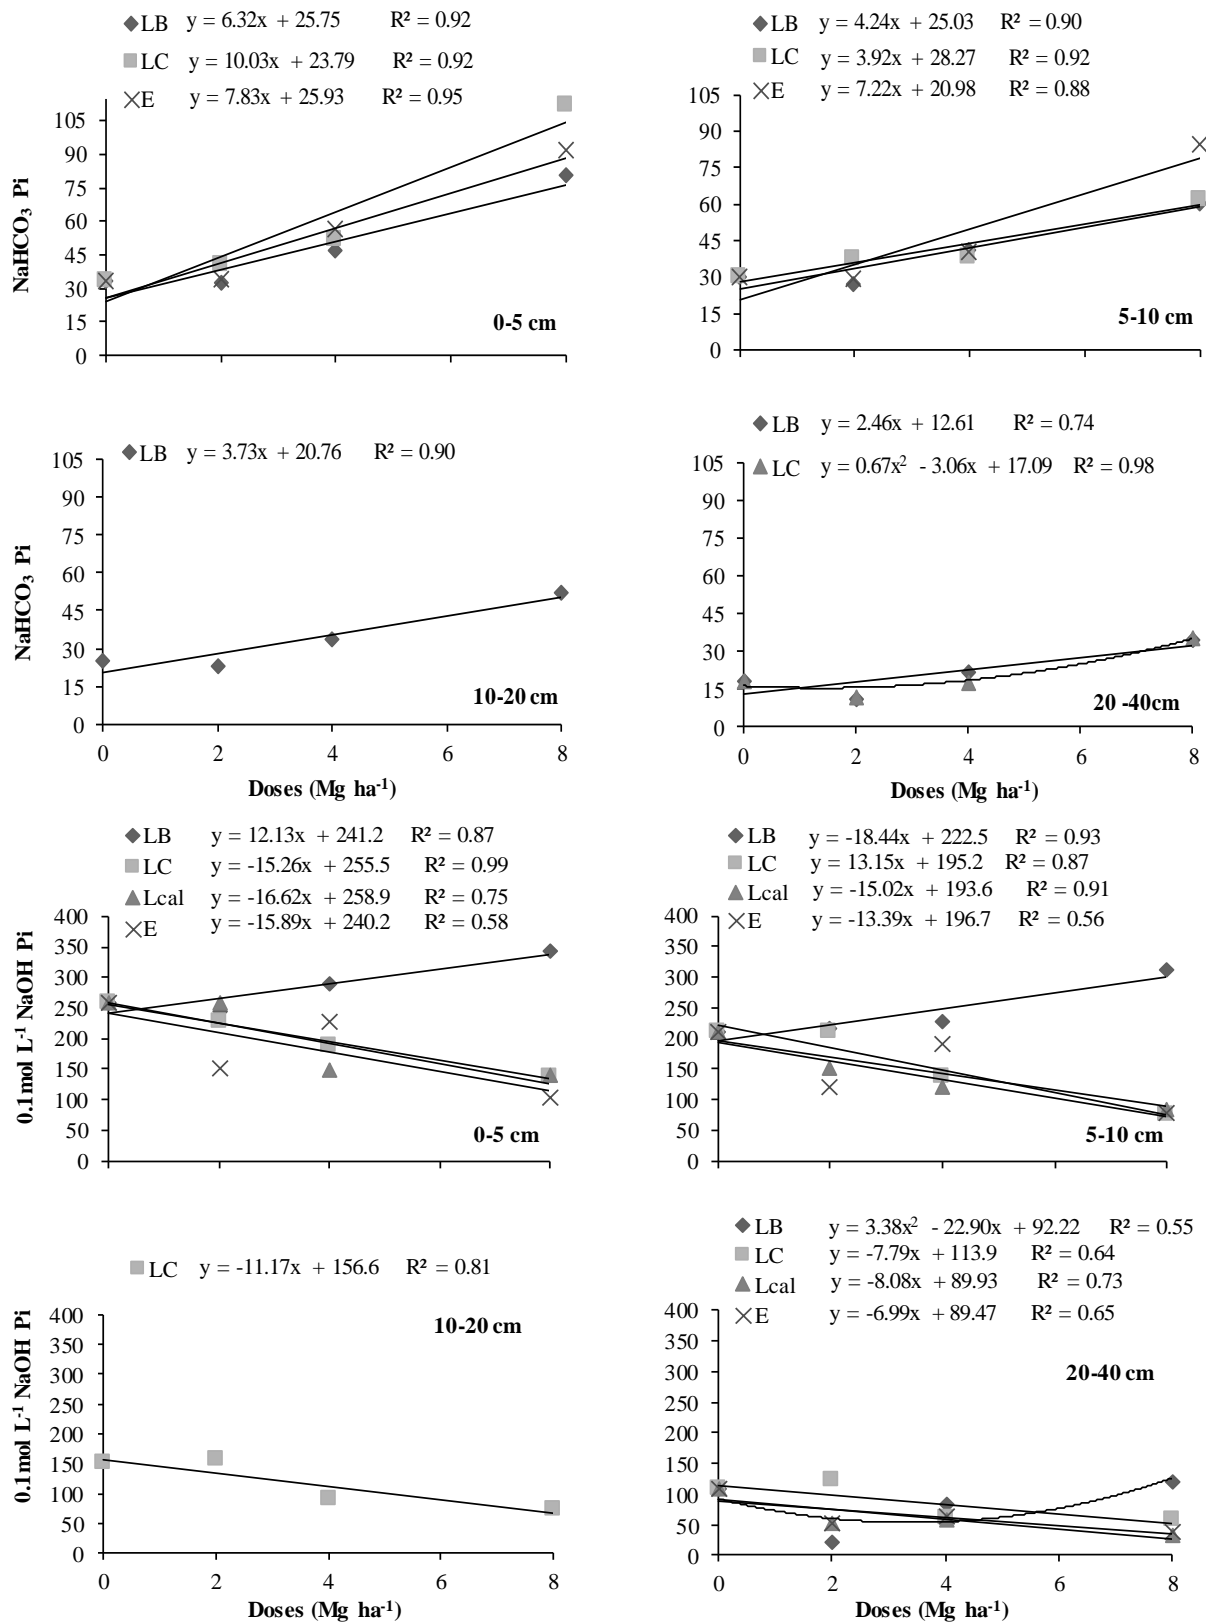 LB y = 6.32x + 25.75 R² = 0.92
LC y = 10.03x + 23.79 R² = 0.92
E y = 7.83x + 25.93 R² = 0.95
NaHCO₃ Pi
105
90
75
60
45
30
15
0
0-5 cm
LB y = 4.24x + 25.03 R² = 0.90
LC y = 3.92x + 28.27 R² = 0.92
E y = 7.22x + 20.98 R² = 0.88
105
90
75
60
45
30
15
0
5-10 cm
LB y = 3.73x + 20.76 R² = 0.90
NaHCO₃ Pi
105
90
75
60
45
30
15
0
10-20 cm
0 2 4 6 8
Doses (Mg ha⁻¹)
LB y = 2.46x + 12.61 R² = 0.74
LC y = 0.67x² - 3.06x + 17.09 R² = 0.98
105
90
75
60
45
30
15
0
20 -40cm
0 2 4 6 8
Doses (Mg ha⁻¹)
LB y = 12.13x + 241.2 R² = 0.87
LC y = -15.26x + 255.5 R² = 0.99
Lcal y = -16.62x + 258.9 R² = 0.75
E y = -15.89x + 240.2 R² = 0.58
0.1mol L⁻¹ NaOH Pi
400
350
300
250
200
150
100
50
0
0-5 cm
LB y = -18.44x + 222.5 R² = 0.93
LC y = 13.15x + 195.2 R² = 0.87
Lcal y = -15.02x + 193.6 R² = 0.91
E y = -13.39x + 196.7 R² = 0.56
400
350
300
250
200
150
100
50
0
5-10 cm
LC y = -11.17x + 156.6 R² = 0.81
0.1mol L⁻¹ NaOH Pi
400
350
300
250
200
150
100
50
0
10-20 cm
0 2 4 6 8
Doses (Mg ha⁻¹)
LB y = 3.38x² - 22.90x + 92.22 R² = 0.55
LC y = -7.79x + 113.9 R² = 0.64
Lcal y = -8.08x + 89.93 R² = 0.73
E y = -6.99x + 89.47 R² = 0.65
400
350
300
250
200
150
100
50
0
20-40 cm
0 2 4 6 8
Doses (Mg ha⁻¹)